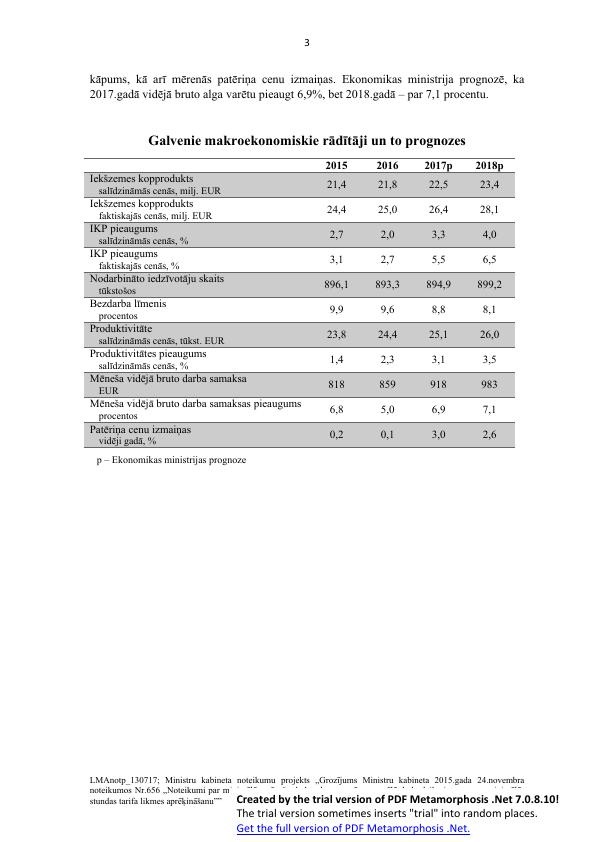 3
kāpums, kā arī mērenās patēriņa cenu izmaiņas. Ekonomikas ministrija prognozē, ka
2017.gadā vidējā bruto alga varētu pieaugt 6,9%, bet 2018.gadā – par 7,1 procentu.
Galvenie makroekonomiskie rādītāji un to prognozes
2015 2016 2017p 2018p
Iekšzemes kopprodukts
salīdzināmās cenās, milj. EUR 21,4 21,8 22,5 23,4
Iekšzemes kopprodukts
faktiskajās cenās, milj. EUR 24,4 25,0 26,4 28,1
IKP pieaugums
salīdzināmās cenās, % 2,7 2,0 3,3 4,0
IKP pieaugums
faktiskajās cenās, % 3,1 2,7 5,5 6,5
Nodarbināto iedzīvotāju skaits
tūkstošos 896,1 893,3 894,9 899,2
Bezdarba līmenis
procentos 9,9 9,6 8,8 8,1
Produktivitāte
salīdzināmās cenās, tūkst. EUR 23,8 24,4 25,1 26,0
Produktivitātes pieaugums
salīdzināmās cenās, % 1,4 2,3 3,1 3,5
Mēneša vidējā bruto darba samaksa
EUR 818 859 918 983
Mēneša vidējā bruto darba samaksas pieaugums
procentos 6,8 5,0 6,9 7,1
Patēriņa cenu izmaiņas
vidēji gadā, % 0,2 0,1 3,0 2,6
p – Ekonomikas ministrijas prognoze
LMAnotp_130717; Ministru kabineta noteikumu projekts „Grozījums Ministru kabineta 2015.gada 24.novembra
noteikumos Nr.656 „Noteikumi par
stundas tarifa likmes aprēķināšanu””
Created by the trial version of PDF Metamorphosis .Net 7.0.8.10!
The trial version sometimes inserts "trial" into random places.
Get the full version of PDF Metamorphosis .Net.